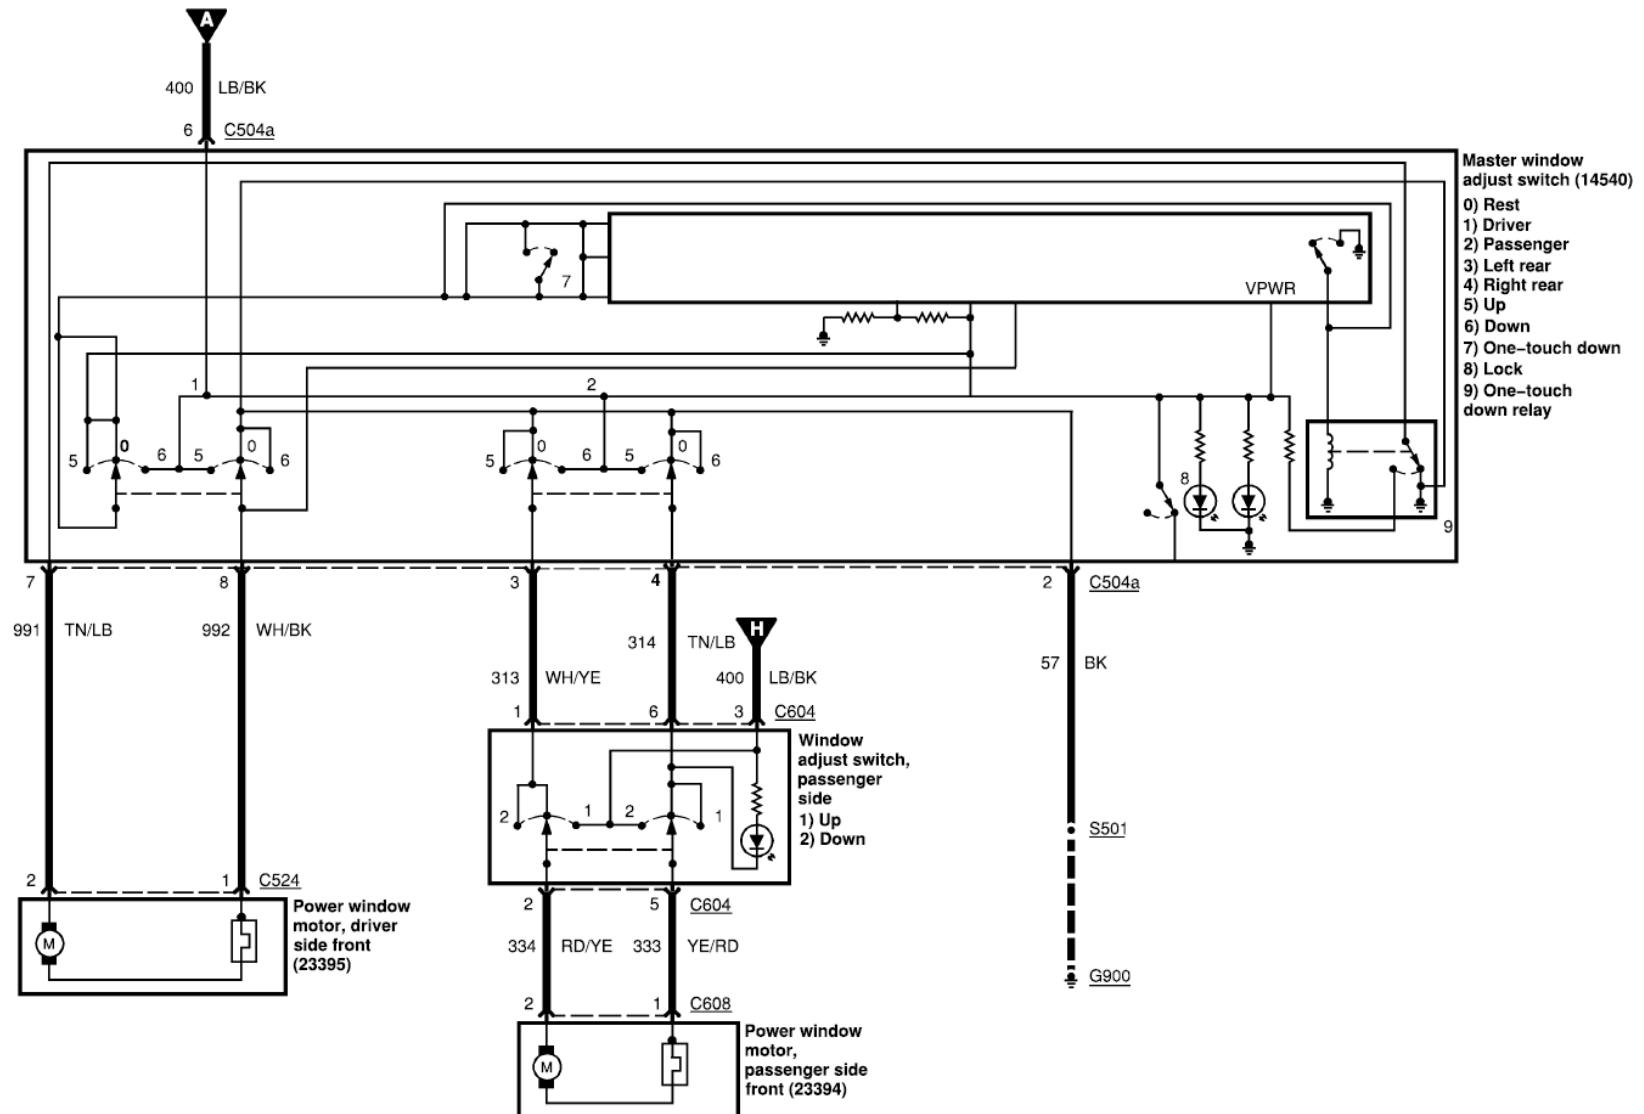 A
400 LB/BK
6 C504a
Master window
adjust switch (14540)
0) Rest
1) Driver
2) Passenger
3) Left rear
4) Right rear
5) Up
6) Down
7) One–touch down
8) Lock
9) One–touch
down relay
7
VPWR
1
2
5 0 6 5 0 6
5 0 6 5 0 6
8
9
7 8 3 4 2 C504a
991 TN/LB
992 WH/BK
313 WH/YE
314 TN/LB
H
400 LB/BK
57 BK
1 6 3 C604
Window
adjust switch,
passenger
side
1) Up
2) Down
2 1 2 1
S501
2 1 C524
Power window
motor, driver
side front
(23395)
M
2 5 C604
334 RD/YE 333 YE/RD
G900
2 1 C608
Power window
motor,
passenger side
front (23394)
M